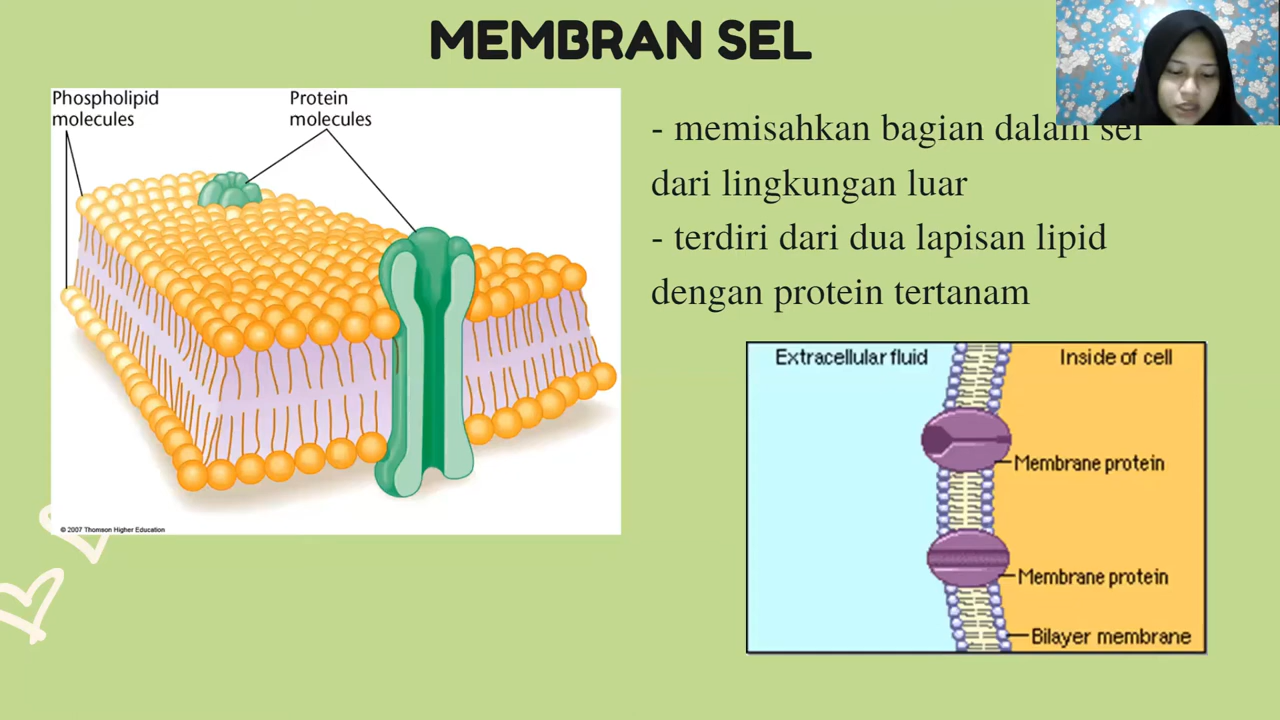 MEMBRAN SEL
Phospholipid
molecules
Protein
molecules
© 2007 Thomson Higher Education
- memisahkan bagian dalam sel
dari lingkungan luar
- terdiri dari dua lapisan lipid
dengan protein tertanam
Extracellular fluid
Inside of cell
Membrane protein
Membrane protein
Bilayer membrane